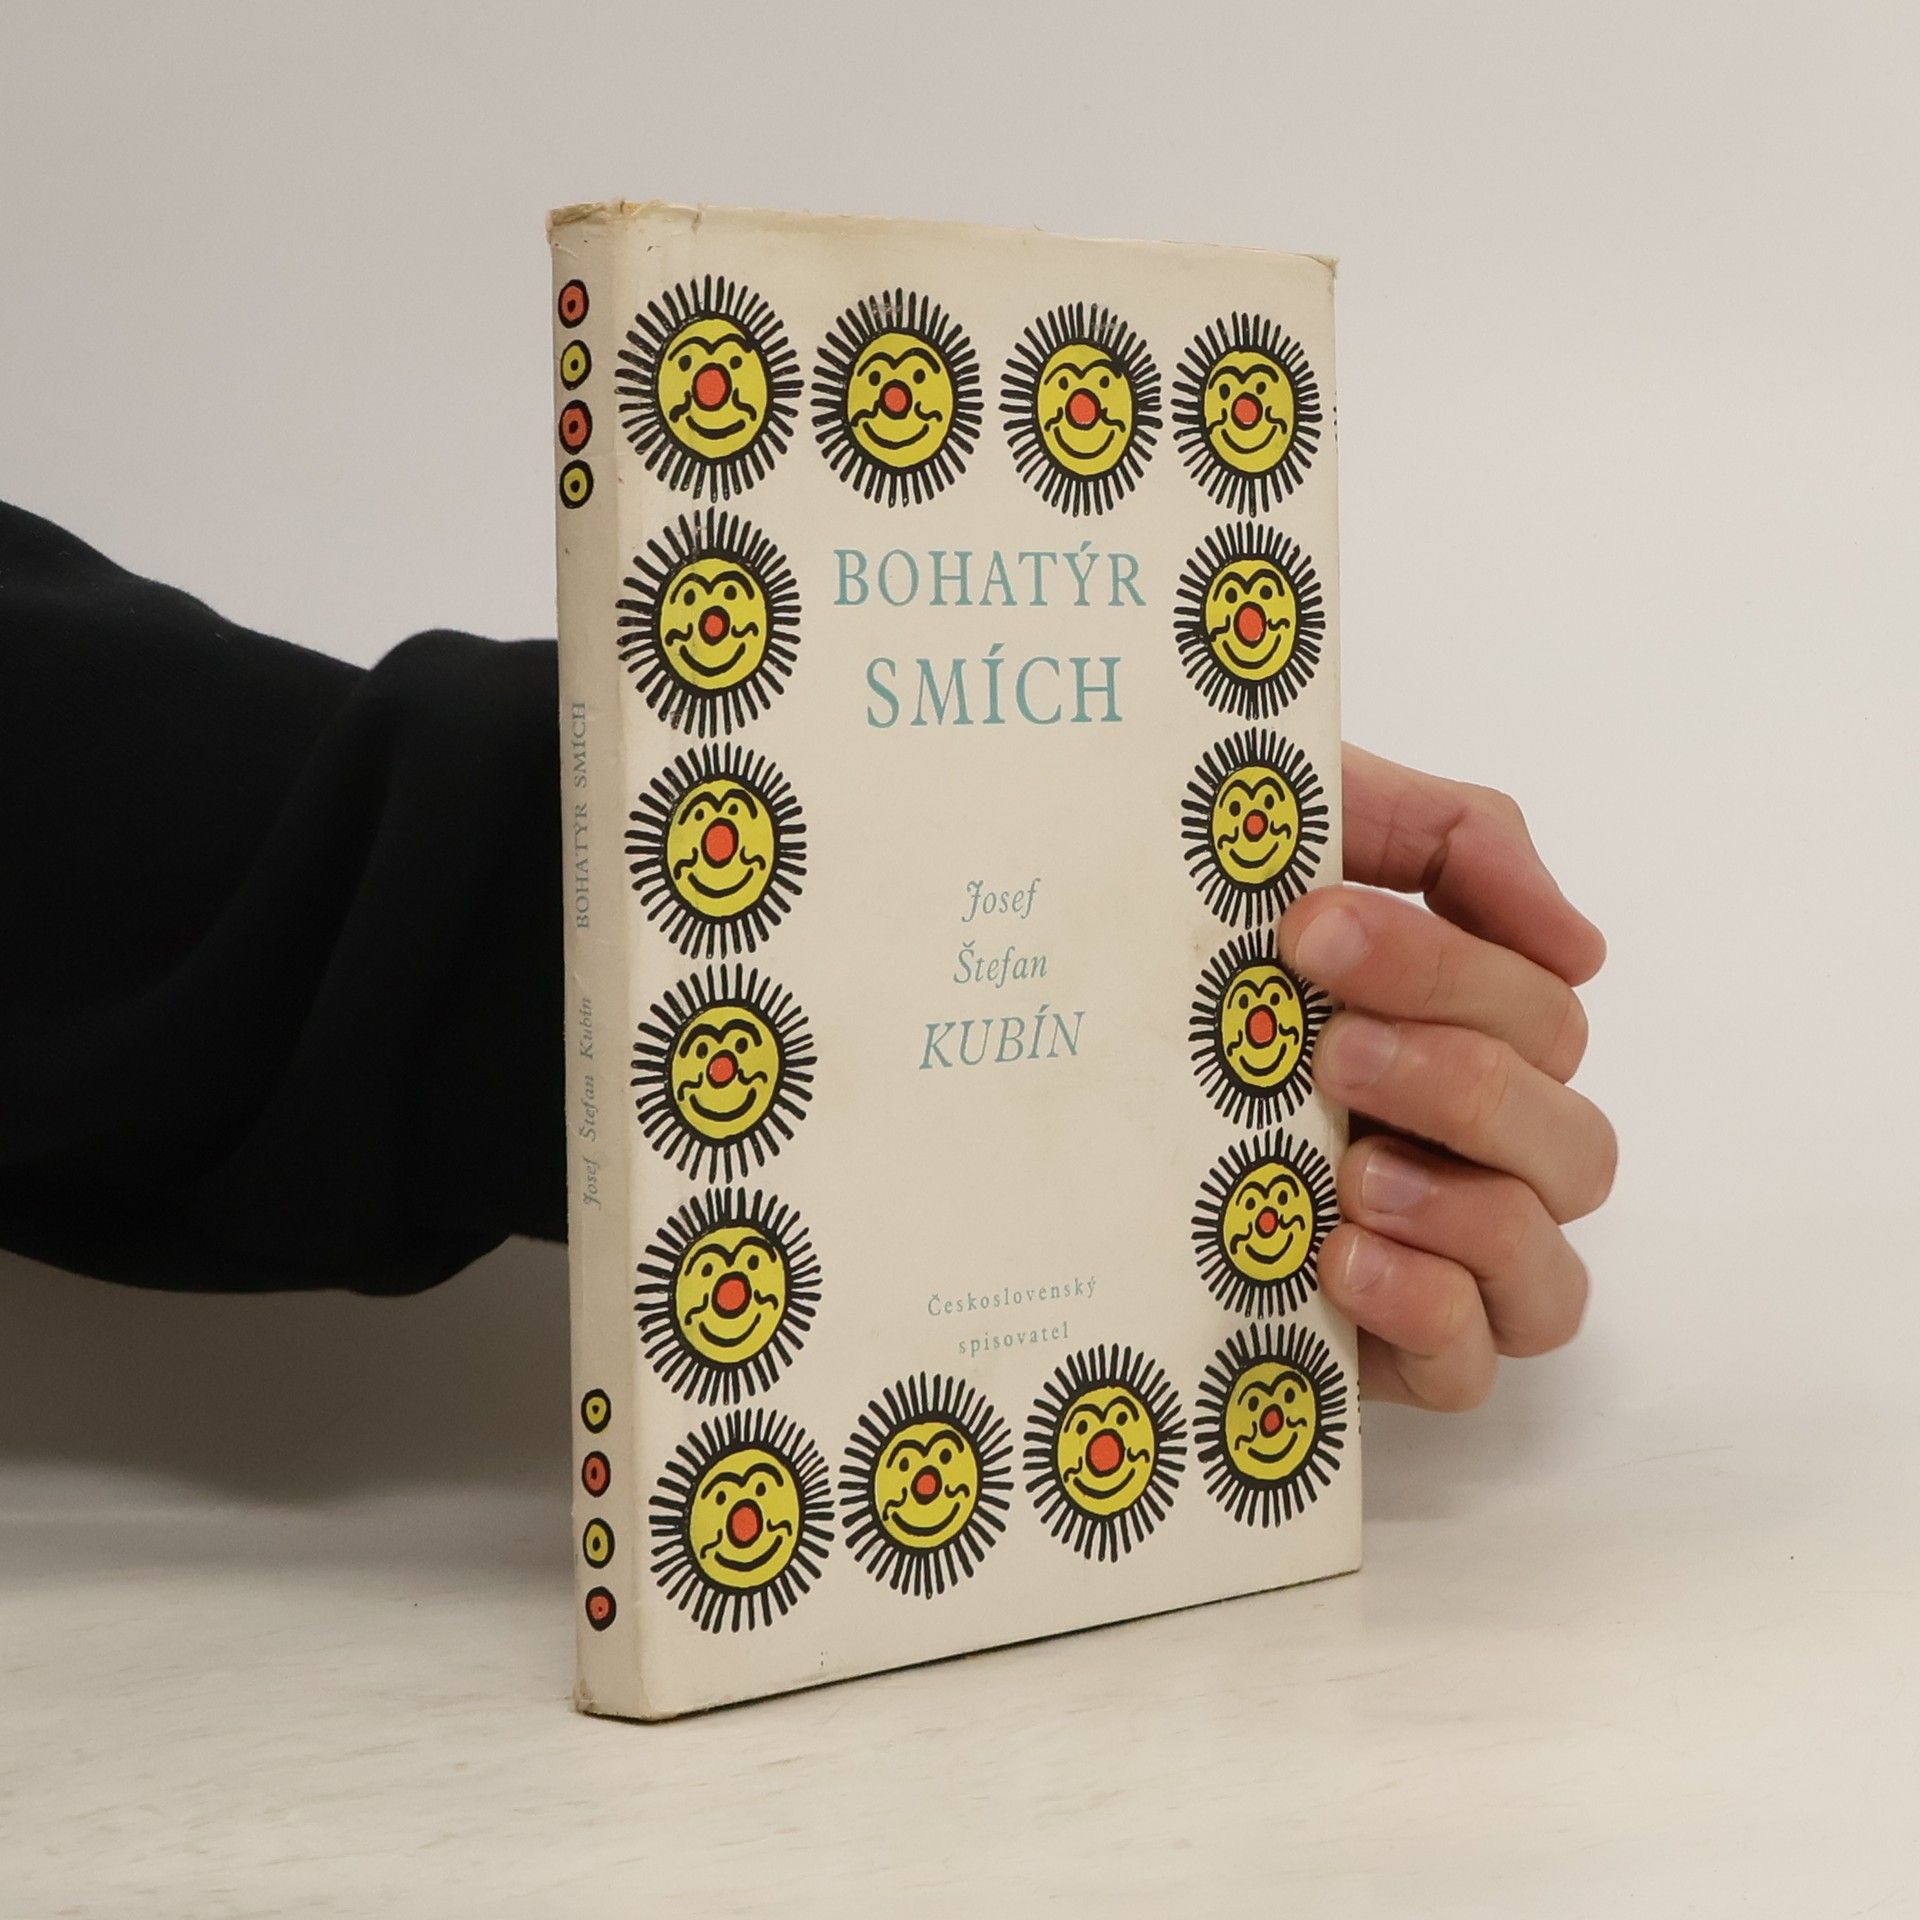 BOHATÝR
SMÍCH
Josef
Štefan
KUBÍN
Československý
spisovatel
Josef Štefan Kubín BOHATÝR SMÍCH